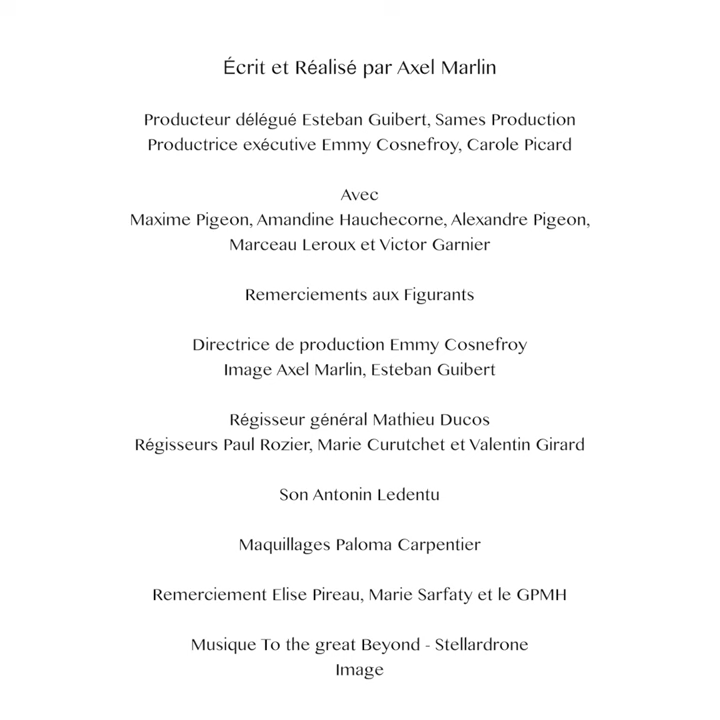 Écrit et Réalisé par Axel Marlin
Producteur délégué Esteban Guibert, Sames Production
Productrice exécutive Emmy Cosnefroy, Carole Picard
Avec
Maxime Pigeon, Amandine Hauchecorne, Alexandre Pigeon,
Marceau Leroux et Victor Garnier
Remerciements aux Figurants
Directrice de production Emmy Cosnefroy
Image Axel Marlin, Esteban Guibert
Régisseur général Mathieu Ducos
Régisseurs Paul Rozier, Marie Curutchet et Valentin Girard
Son Antonin Ledentu
Maquillages Paloma Carpentier
Remerciement Elise Pireau, Marie Sarfaty et le GPMH
Musique To the great Beyond - Stellardrone
Image